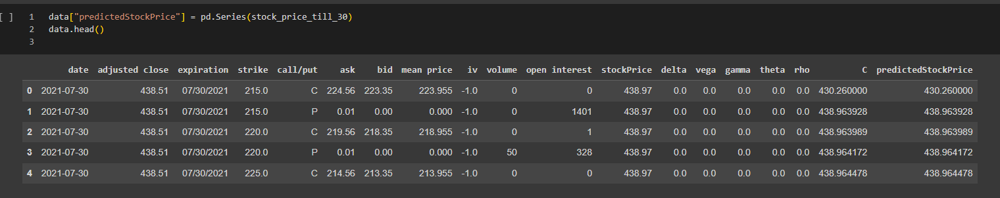 [ ] 1 data["predictedStockPrice"] = pd.Series(stock_price_till_30)
2 data.head()
3
date adjusted close expiration strike call/put ask bid mean price iv volume open interest stockPrice delta vega gamma theta rho C predictedStockPrice
0 2021-07-30 438.51 07/30/2021 215.0 C 224.56 223.35 223.955 -1.0 0 0 438.97 0.0 0.0 0.0 0.0 0.0 430.260000 430.260000
1 2021-07-30 438.51 07/30/2021 215.0 P 0.01 0.00 0.000 -1.0 0 1401 438.97 0.0 0.0 0.0 0.0 0.0 438.963928 438.963928
2 2021-07-30 438.51 07/30/2021 220.0 C 219.56 218.35 218.955 -1.0 0 1 438.97 0.0 0.0 0.0 0.0 0.0 438.963989 438.963989
3 2021-07-30 438.51 07/30/2021 220.0 P 0.01 0.00 0.000 -1.0 50 328 438.97 0.0 0.0 0.0 0.0 0.0 438.964172 438.964172
4 2021-07-30 438.51 07/30/2021 225.0 C 214.56 213.35 213.955 -1.0 0 0 438.97 0.0 0.0 0.0 0.0 0.0 438.964478 438.964478